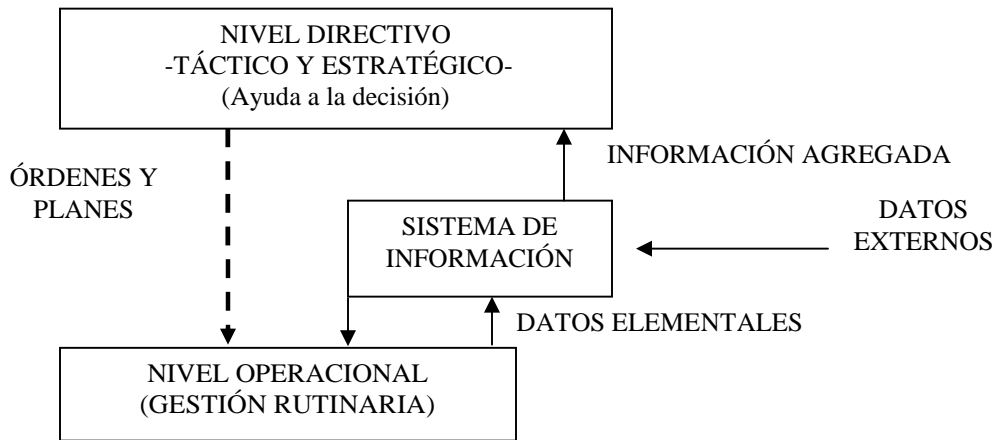 NIVEL DIRECTIVO
-TÁCTICO Y ESTRATÉGICO-
(Ayuda a la decisión)
INFORMACIÓN AGREGADA
ÓRDENES Y
PLANES
SISTEMA DE
INFORMACIÓN
DATOS
EXTERNOS
DATOS ELEMENTALES
NIVEL OPERACIONAL
(GESTIÓN RUTINARIA)